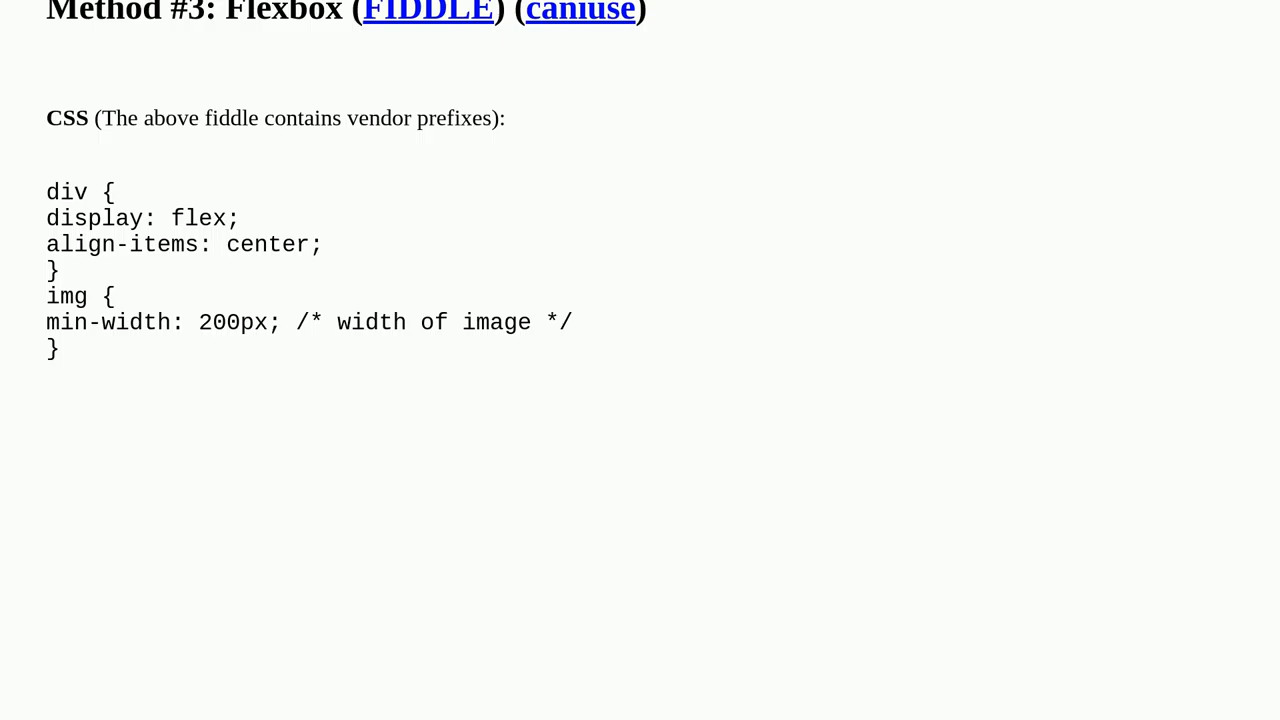 Method #3: Flexbox (FIDDLE) (caniuse)
CSS (The above fiddle contains vendor prefixes):
div {
display: flex;
align-items: center;
}
img {
min-width: 200px; /* width of image */
}